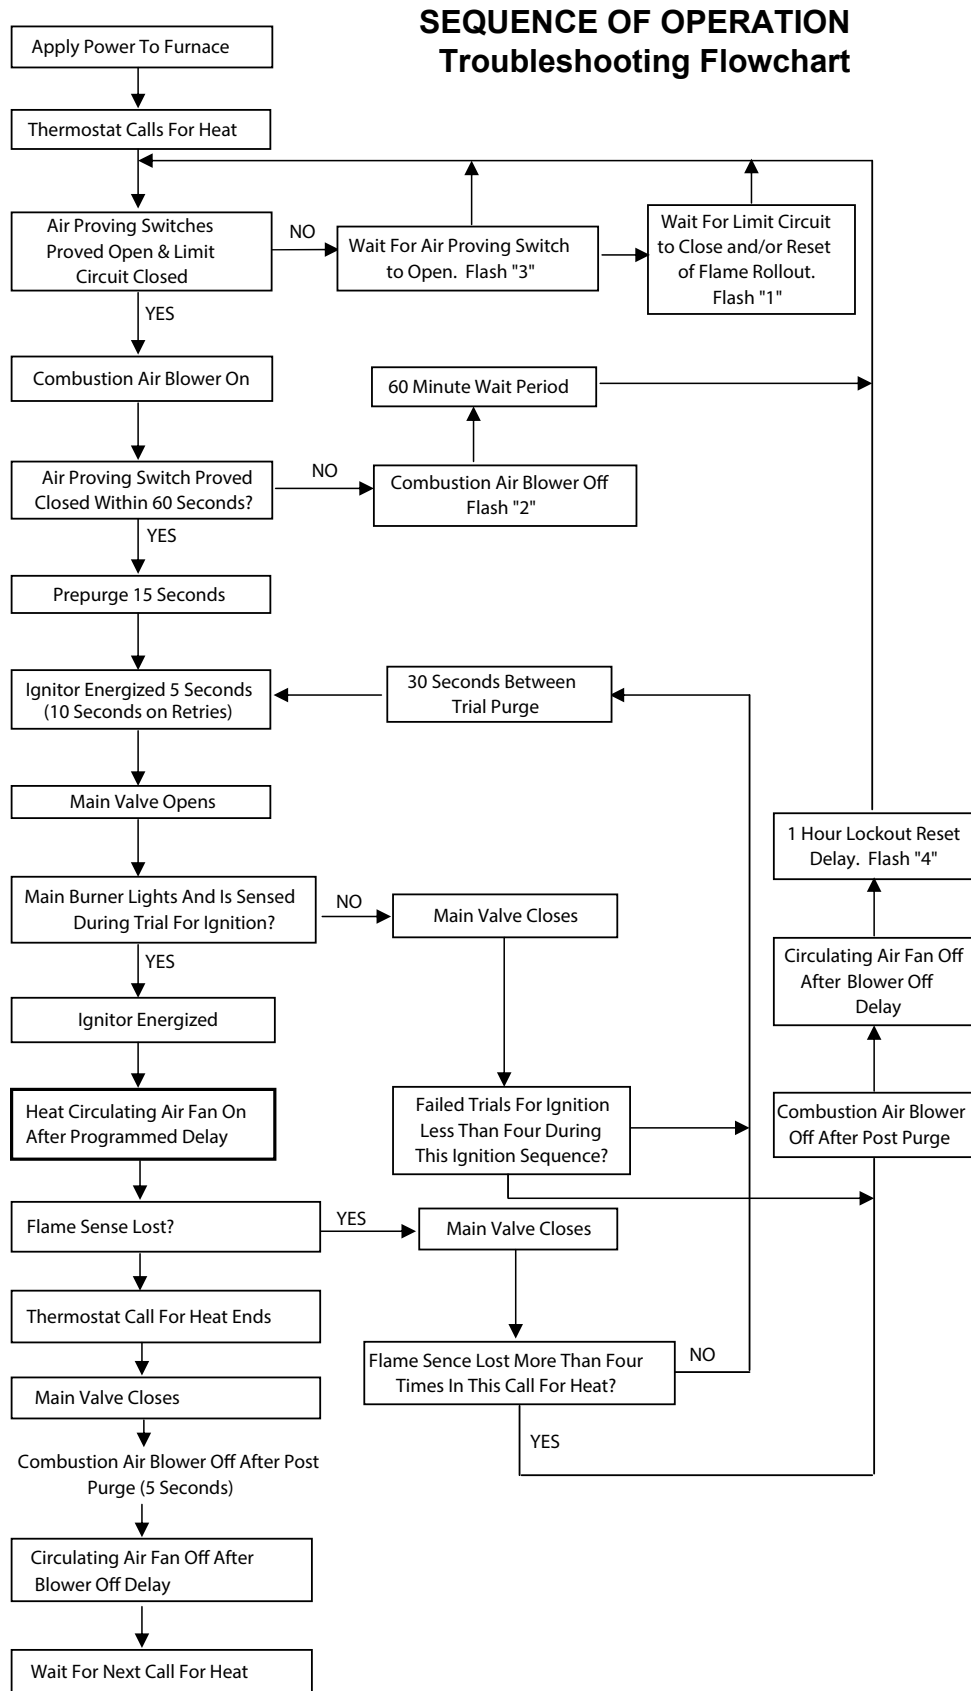 SEQUENCE OF OPERATION
Troubleshooting Flowchart
Apply Power To Furnace
Thermostat Calls For Heat
Air Proving Switches
Proved Open & Limit
Circuit Closed
NO
Wait For Air Proving Switch
to Open. Flash "3"
Wait For Limit Circuit
to Close and/or Reset
of Flame Rollout.
Flash "1"
YES
Combustion Air Blower On
60 Minute Wait Period
Air Proving Switch Proved
Closed Within 60 Seconds?
NO
Combustion Air Blower Off
Flash "2"
YES
Prepurge 15 Seconds
Ignitor Energized 5 Seconds
(10 Seconds on Retries)
30 Seconds Between
Trial Purge
Main Valve Opens
1 Hour Lockout Reset
Delay. Flash "4"
Main Burner Lights And Is Sensed
During Trial For Ignition?
NO
Main Valve Closes
YES
Circulating Air Fan Off
After Blower Off
Delay
Ignitor Energized
Heat Circulating Air Fan On
After Programmed Delay
Failed Trials For Ignition
Less Than Four During
This Ignition Sequence?
Combustion Air Blower
Off After Post Purge
Flame Sense Lost?
YES
Main Valve Closes
Thermostat Call For Heat Ends
Flame Sence Lost More Than Four
Times In This Call For Heat?
NO
YES
Main Valve Closes
Combustion Air Blower Off After Post
Purge (5 Seconds)
Circulating Air Fan Off After
Blower Off Delay
Wait For Next Call For Heat